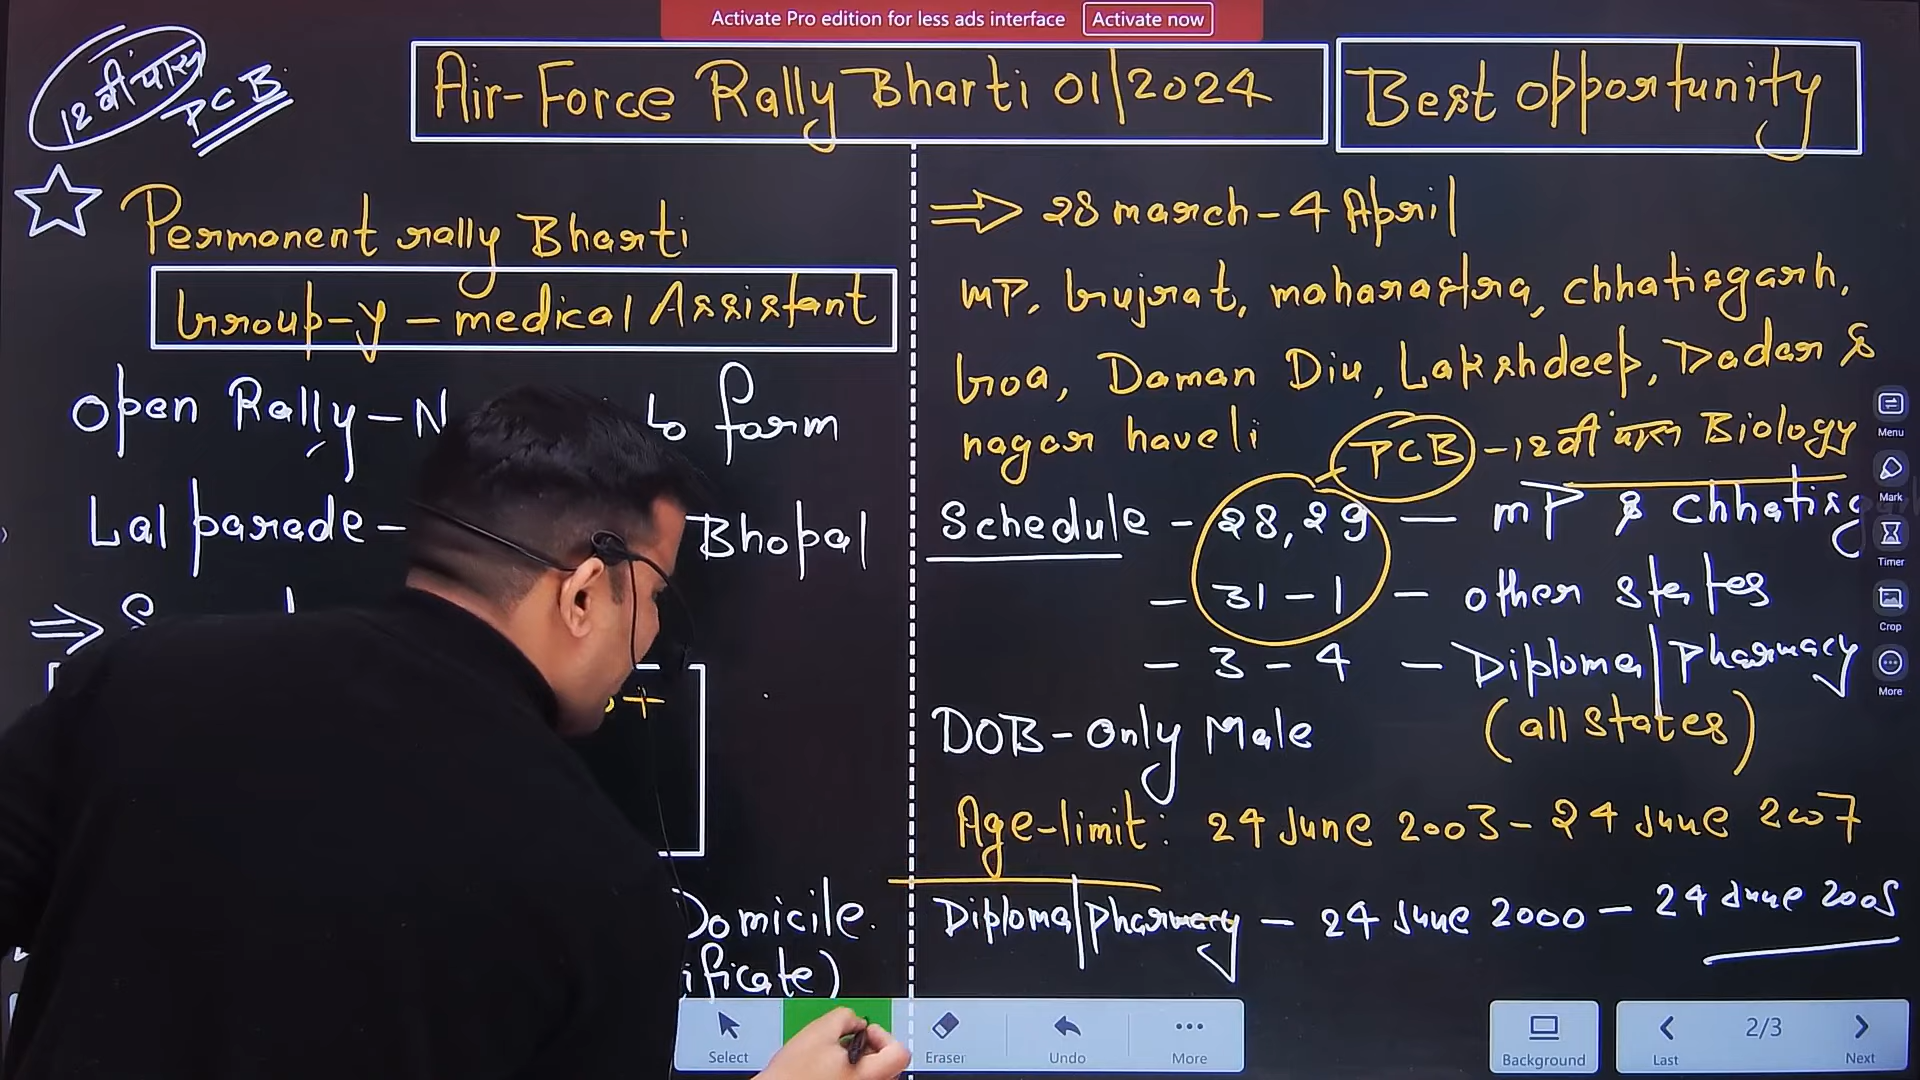 Activate Pro edition for less ads interface Activate now
12 वी पास
PCB
Air-Force Rally Bharti 01/2024
Best opportunity
Permanent rally Bharti
Group-y - medical Assistant
Open Rally - N to form
Lal parade - Bhopal
Domicile.
ificate)
28 march - 4 April
MP, Gujrat, maharastra, chhatisgarh,
Goa, Daman Diu, Lakshdeep, Dadar &
nagar haveli
PCB - 12वी पास Biology
Schedule - 28, 29 - MP & Chhatisg
- 31 - 1 - other states
- 3 - 4 - Diploma/Pharmacy
(all states)
DOB - Only Male
Age-limit: 24 June 2003 - 24 June 2007
Diploma/pharmacy - 24 June 2000 - 24 June 2005
Menu
Mark
Timer
Crop
More
Select Eraser Undo More Background Last 2/3 Next